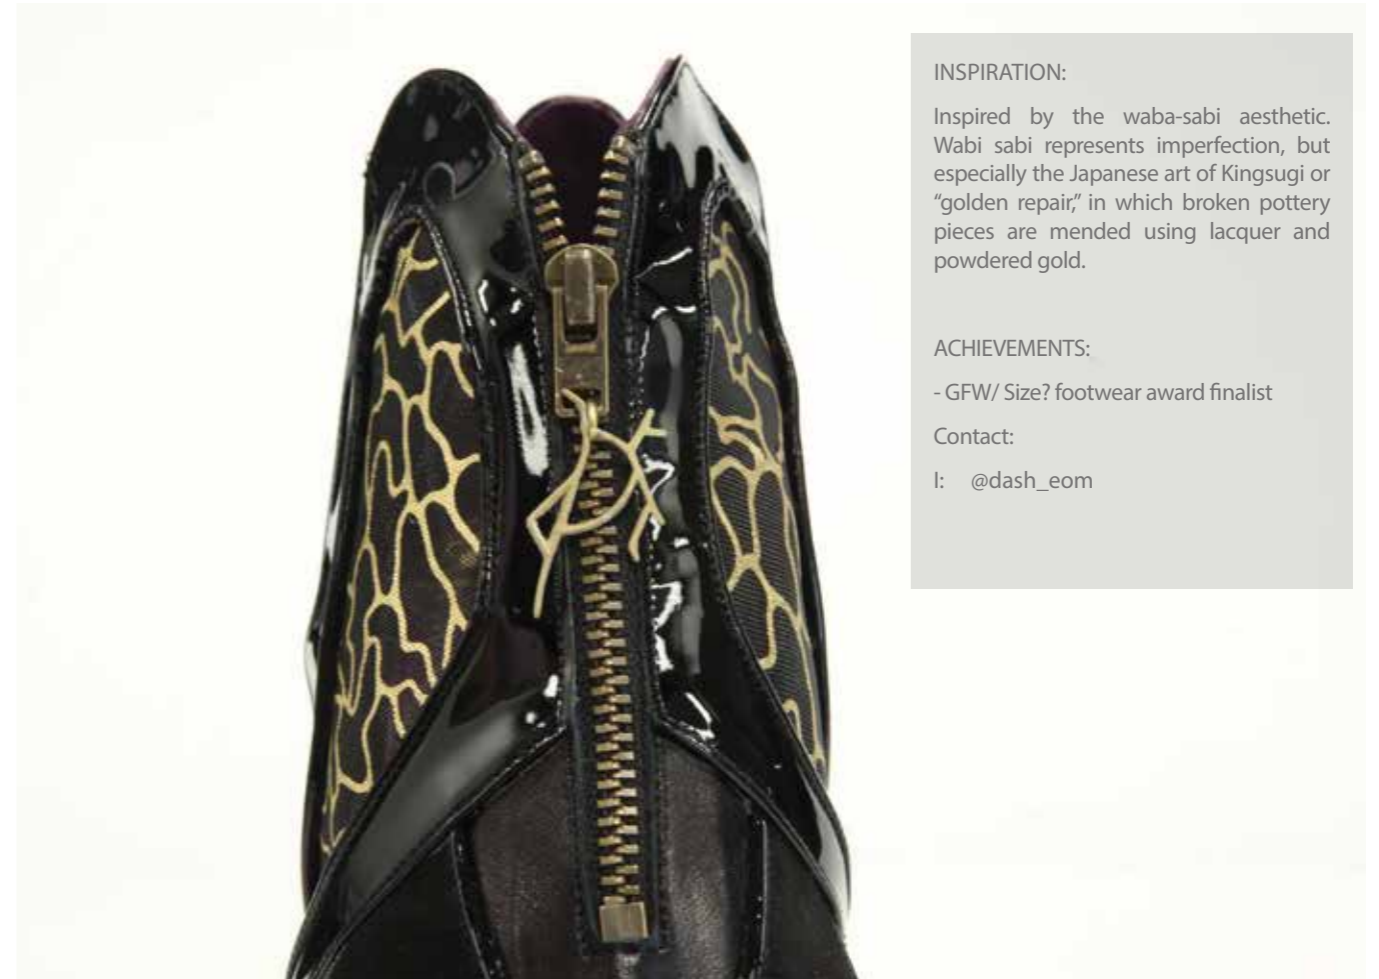 INSPIRATION:
Inspired by the waba-sabi aesthetic.
Wabi sabi represents imperfection, but
especially the Japanese art of Kingsugi or
“golden repair,” in which broken pottery
pieces are mended using lacquer and
powdered gold.
ACHIEVEMENTS:
- GFW/ Size? footwear award finalist
Contact:
I: @dash_eom